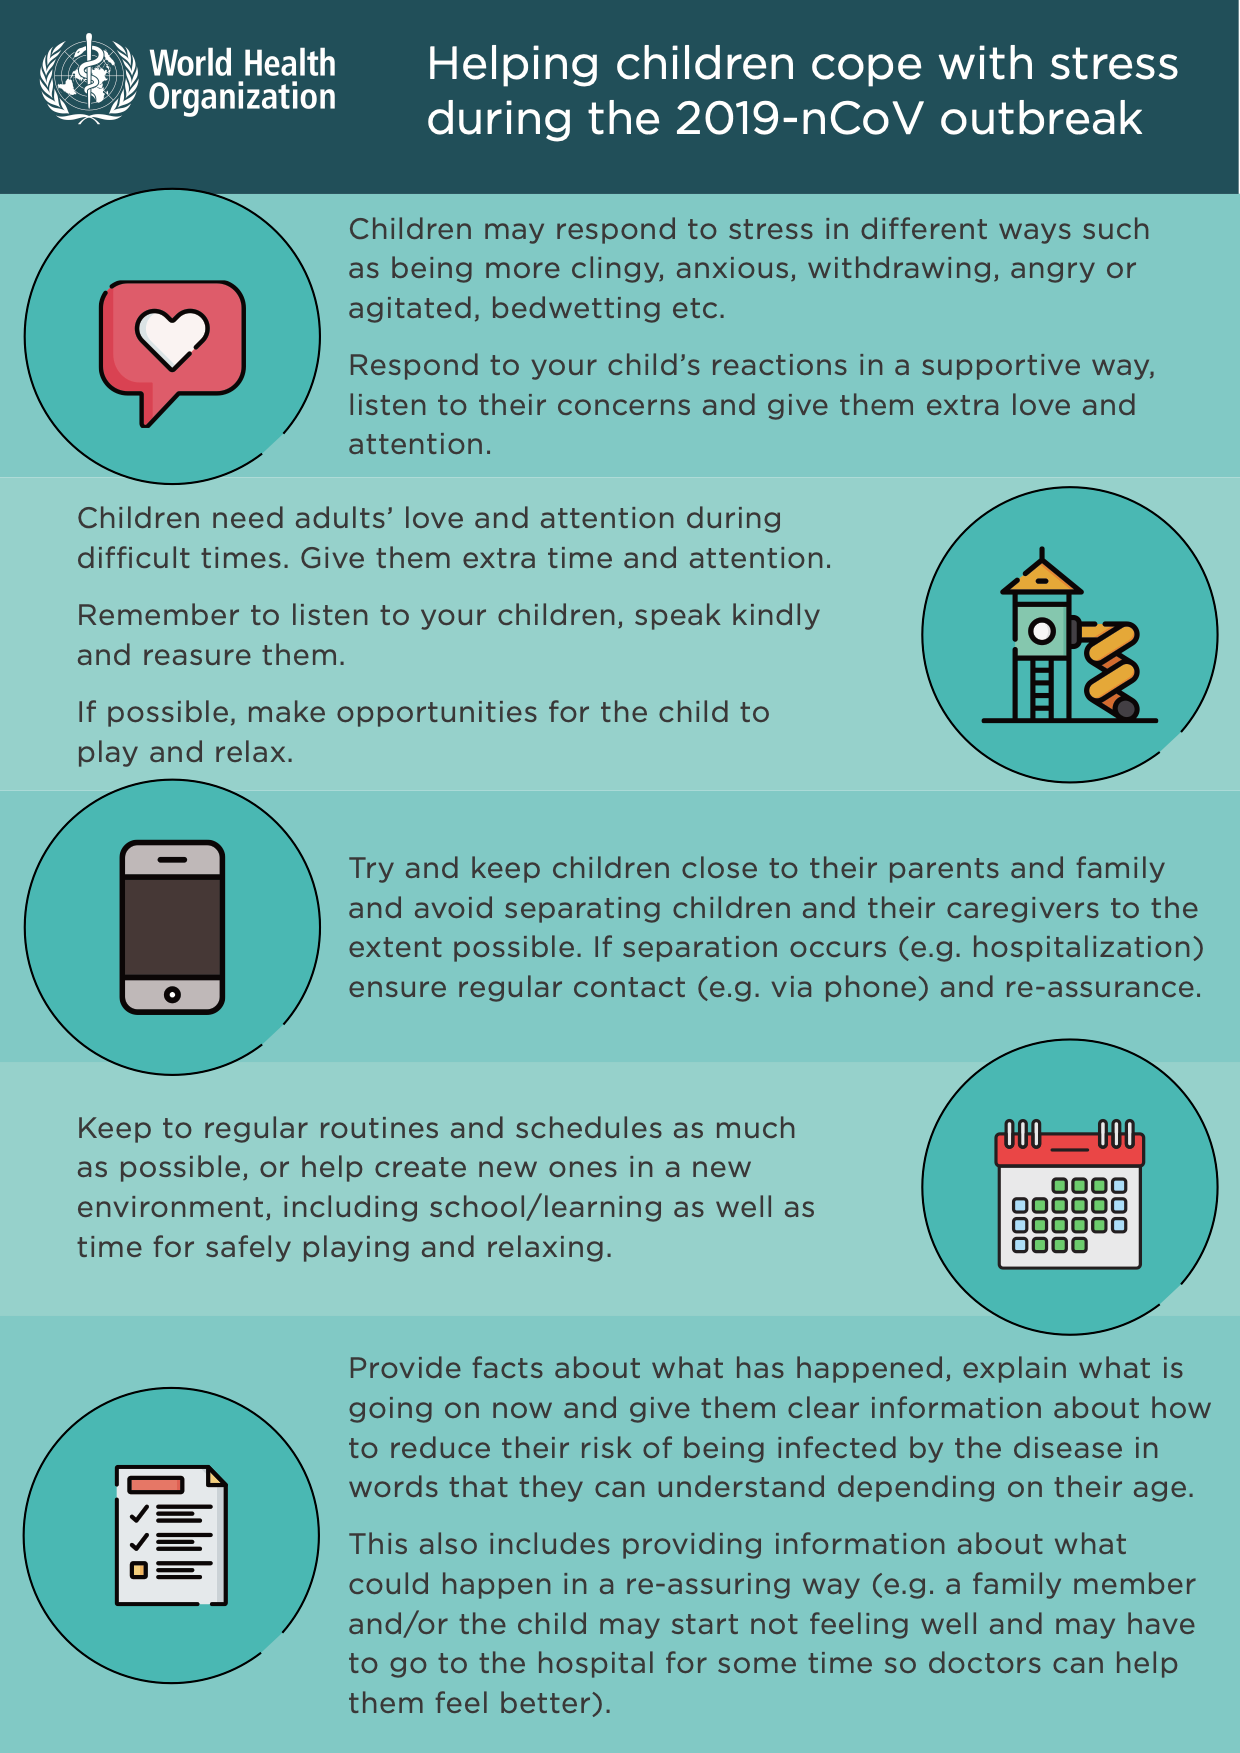 World Health
Organization
Helping children cope with stress
during the 2019-nCoV outbreak
Children may respond to stress in different ways such
as being more clingy, anxious, withdrawing, angry or
agitated, bedwetting etc.
Respond to your child’s reactions in a supportive way,
listen to their concerns and give them extra love and
attention.
Children need adults’ love and attention during
difficult times. Give them extra time and attention.
Remember to listen to your children, speak kindly
and reasure them.
If possible, make opportunities for the child to
play and relax.
Try and keep children close to their parents and family
and avoid separating children and their caregivers to the
extent possible. If separation occurs (e.g. hospitalization)
ensure regular contact (e.g. via phone) and re-assurance.
Keep to regular routines and schedules as much
as possible, or help create new ones in a new
environment, including school/learning as well as
time for safely playing and relaxing.
Provide facts about what has happened, explain what is
going on now and give them clear information about how
to reduce their risk of being infected by the disease in
words that they can understand depending on their age.
This also includes providing information about what
could happen in a re-assuring way (e.g. a family member
and/or the child may start not feeling well and may have
to go to the hospital for some time so doctors can help
them feel better).